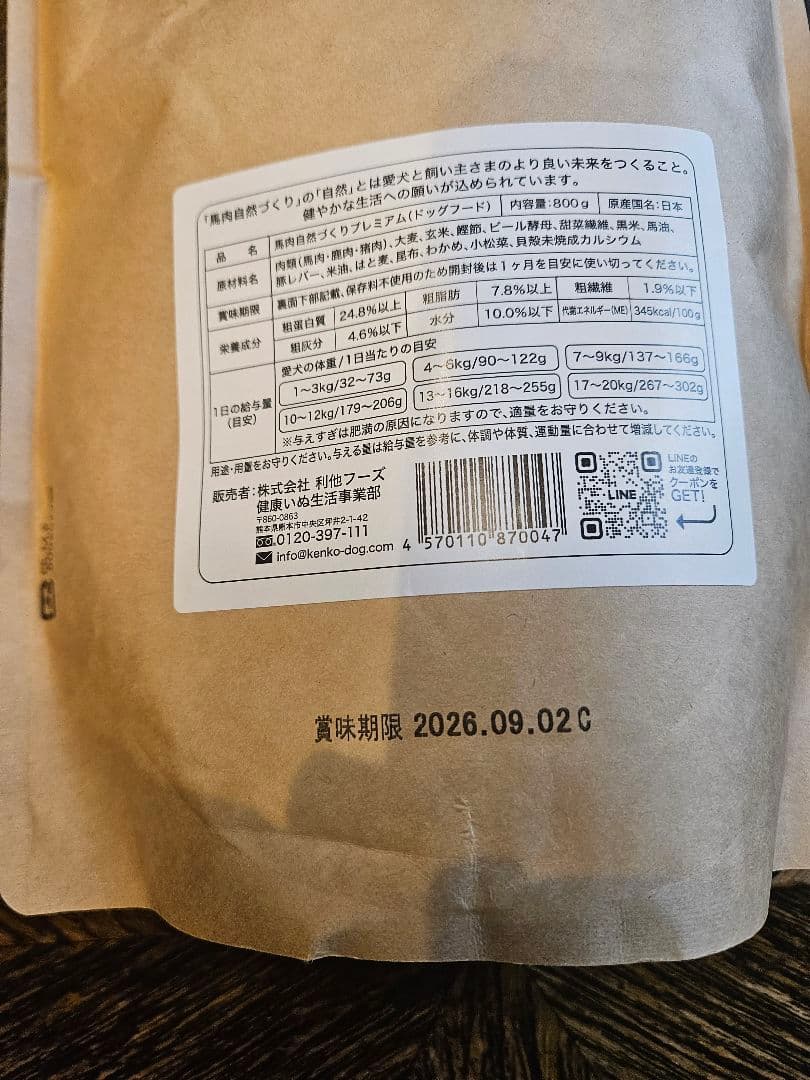 「馬肉自然づくり」の「自然」とは愛犬と飼い主さまのより良い未来をつくること。
健やかな生活への願いが込められています。
品 名 馬肉自然づくりプレミアム(ドッグフード) 内容量:800g 原産国名:日本
原材料名 肉類(馬肉・鹿肉・猪肉)、大麦、玄米、鰹節、ビール酵母、甜菜繊維、黒米、馬油、
豚レバー、米油、はと麦、昆布、わかめ、小松菜、貝殻未焼成カルシウム
賞味期限 裏面下部記載、保存料不使用のため開封後は1ヶ月を目安に使い切ってください。
栄養成分 粗蛋白質 24.8%以上 粗脂肪 7.8%以上 粗繊維 1.9%以下
粗灰分 4.6%以下 水分 10.0%以下 代謝エネルギー(ME) 345kcal/100g
1日の給与量(目安) 愛犬の体重/1日当たりの目安
1〜3kg/32〜73g 4〜6kg/90〜122g 7〜9kg/137〜166g
10〜12kg/179〜206g 13〜16kg/218〜255g 17〜20kg/267〜302g
※与えすぎは肥満の原因になりますので、適量をお守りください。
用途・用量をお守りください。与える量は給与量を参考に、体調や体質、運動量に合わせて増減してください。
販売者:株式会社 利他フーズ
健康いぬ生活事業部
〒860-0863
熊本県熊本市中央区坪井2-1-42
0120-397-111
info@kenko-dog.com
4 570110 870047
LINE
LINEの
お友達登録で
クーポンを
GET!
賞味期限 2026.09.02C